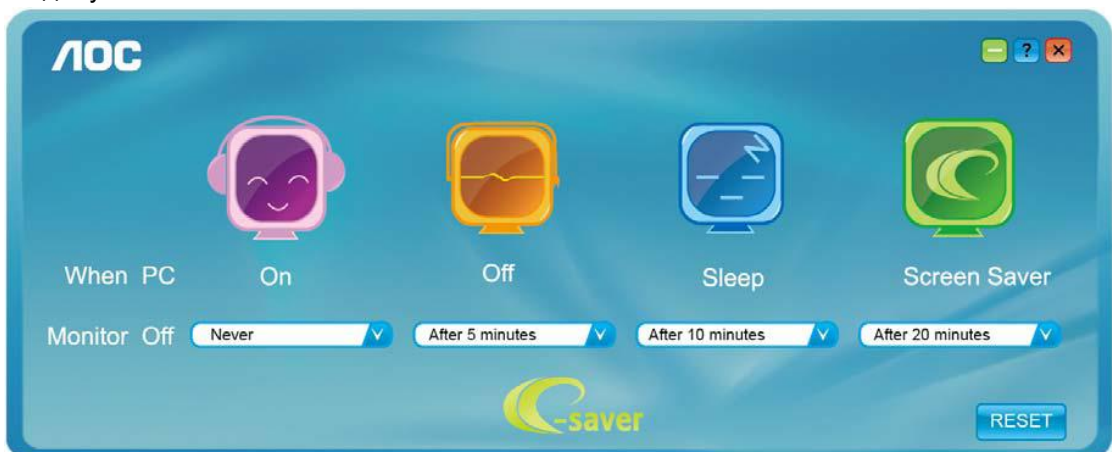 AOC
?
When PC On Off Sleep Screen Saver
Monitor Off Never After 5 minutes After 10 minutes After 20 minutes
e-saver
RESET